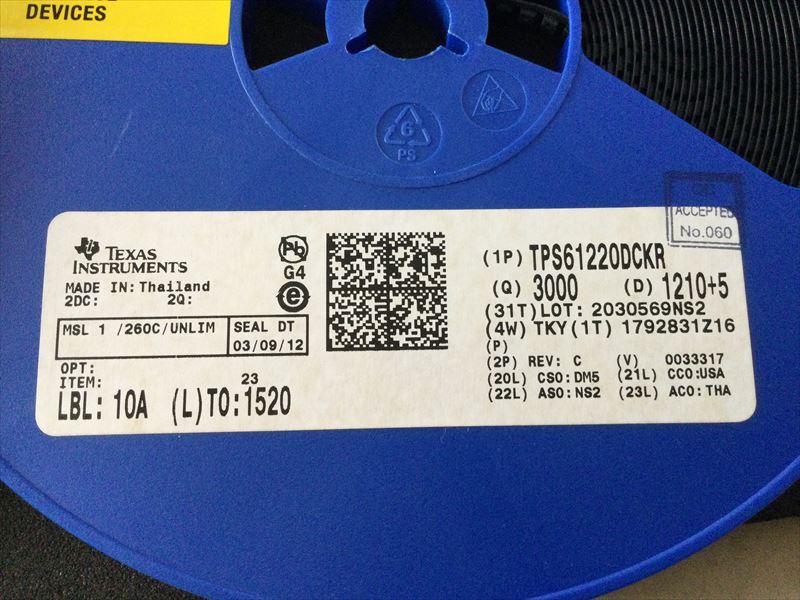 DEVICES
6
PS
ACCEPTED
No.060
TEXAS
INSTRUMENTS
MADE IN: Thailand
2DC: 2Q:
Pb
G4
e
MSL 1 /260C/UNLIM
SEAL DT
03/09/12
OPT:
ITEM: 23
LBL: 10A (L)TO:1520
(1P) TPS61220DCKR
(Q) 3000 (D) 1210+5
(31T)LOT: 2030569NS2
(4W) TKY(1T) 1792831Z16
(P)
(2P) REV: C (V) 0033317
(20L) CSO:DM5 (21L) CCO:USA
(22L) ASO:NS2 (23L) ACO:THA